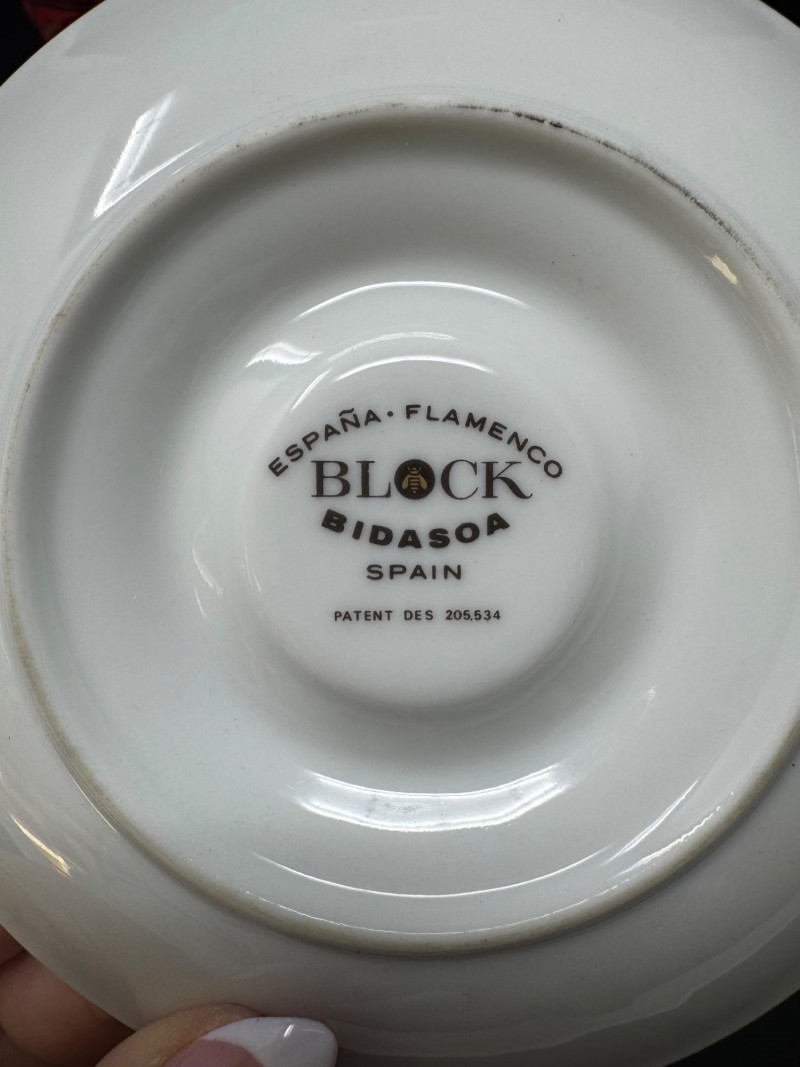 ESPAÑA · FLAMENCO
BLOCK
BIDASOA
SPAIN
PATENT DES 205,534